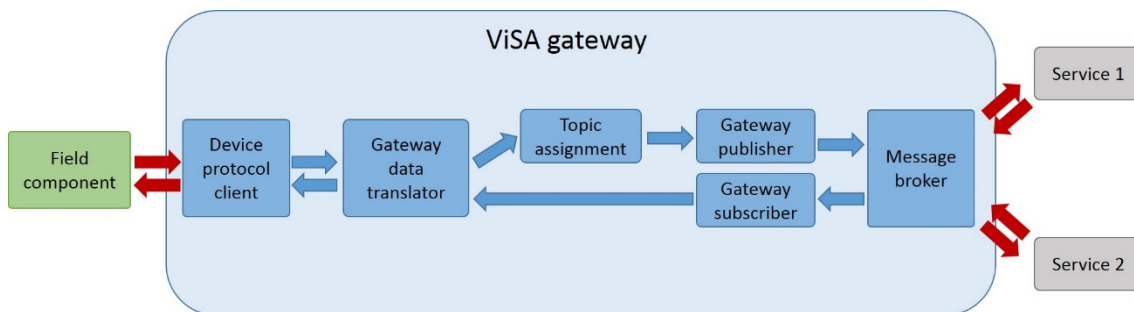 ViSA gateway
Field
component
Device
protocol
client
Gateway
data
translator
Topic
assignment
Gateway
publisher
Gateway
subscriber
Message
broker
Service 1
Service 2